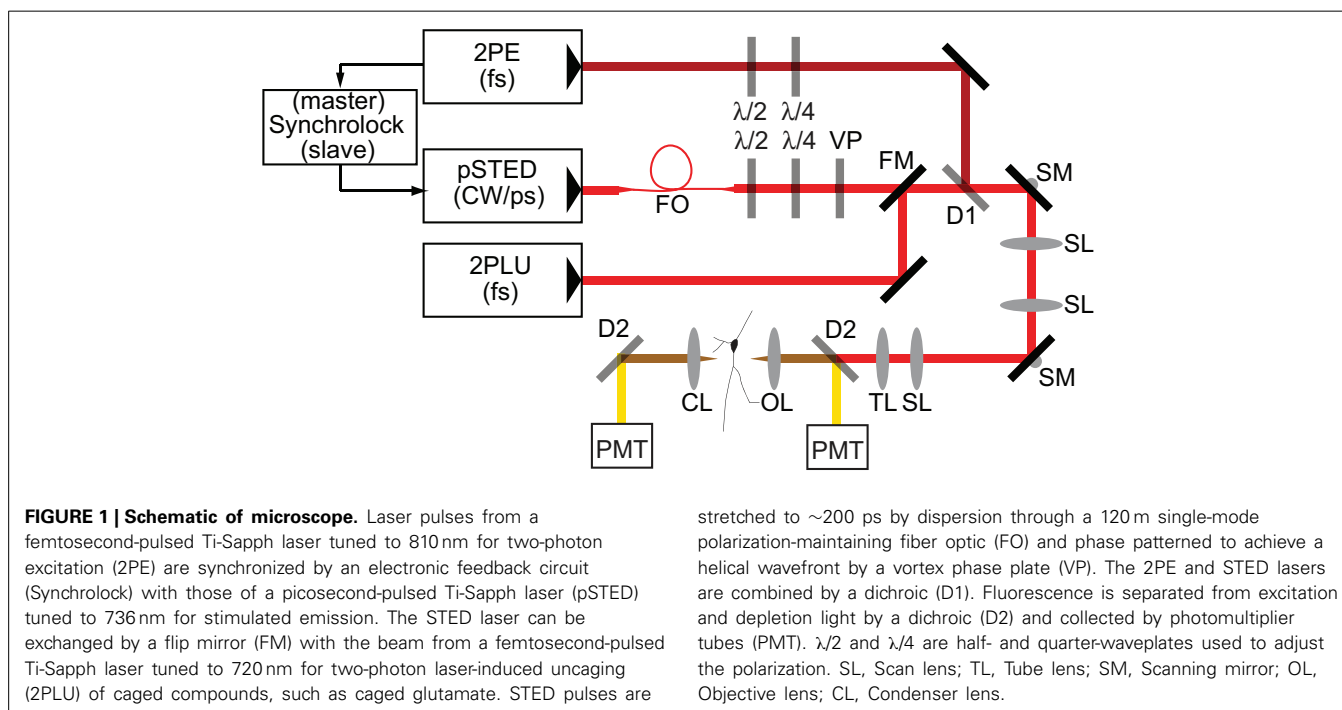 2PE
(fs)
(master)
Synchrolock
(slave)
λ/2 λ/4
λ/2 λ/4 VP
pSTED
(CW/ps)
FO
FM
D1
SM
SL
2PLU
(fs)
SL
D2
D2
SM
CL
OL
TL SL
PMT
PMT
FIGURE 1 | Schematic of microscope. Laser pulses from a
femtosecond-pulsed Ti-Sapph laser tuned to 810 nm for two-photon
excitation (2PE) are synchronized by an electronic feedback circuit
(Synchrolock) with those of a picosecond-pulsed Ti-Sapph laser (pSTED)
tuned to 736 nm for stimulated emission. The STED laser can be
exchanged by a flip mirror (FM) with the beam from a femtosecond-pulsed
Ti-Sapph laser tuned to 720 nm for two-photon laser-induced uncaging
(2PLU) of caged compounds, such as caged glutamate. STED pulses are
stretched to ∼200 ps by dispersion through a 120 m single-mode
polarization-maintaining fiber optic (FO) and phase patterned to achieve a
helical wavefront by a vortex phase plate (VP). The 2PE and STED lasers
are combined by a dichroic (D1). Fluorescence is separated from excitation
and depletion light by a dichroic (D2) and collected by photomultiplier
tubes (PMT). λ/2 and λ/4 are half- and quarter-waveplates used to adjust
the polarization. SL, Scan lens; TL, Tube lens; SM, Scanning mirror; OL,
Objective lens; CL, Condenser lens.